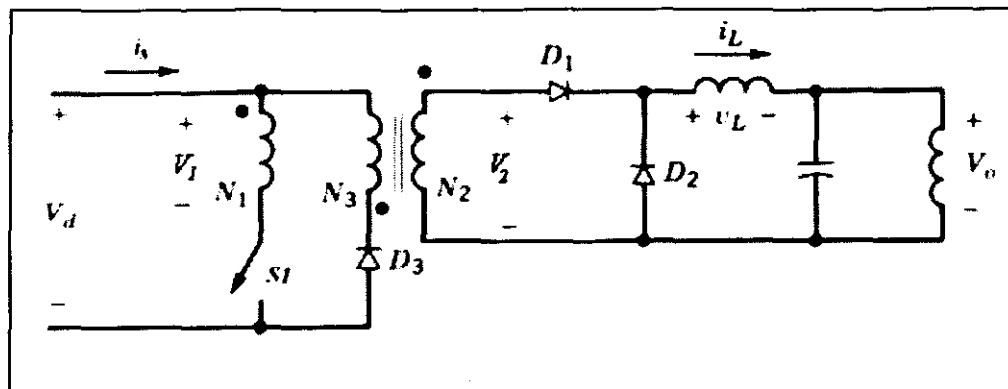 i_s
i_L
D_1
+ V_1 −
+ V_d −
N_1
N_3
N_2
+ V_2 −
D_2
+ v_L −
+ V_o −
D_3
S1